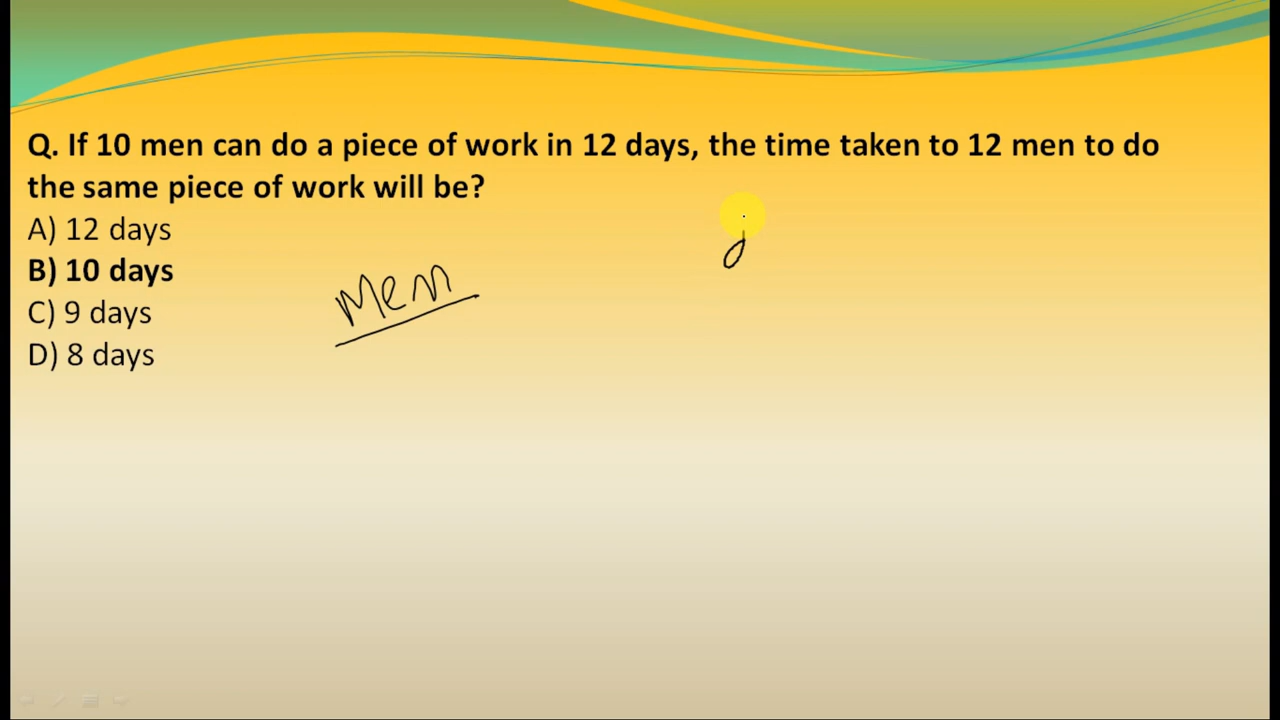 Q. If 10 men can do a piece of work in 12 days, the time taken to 12 men to do
the same piece of work will be?
A) 12 days
B) 10 days
C) 9 days
D) 8 days
Men
d